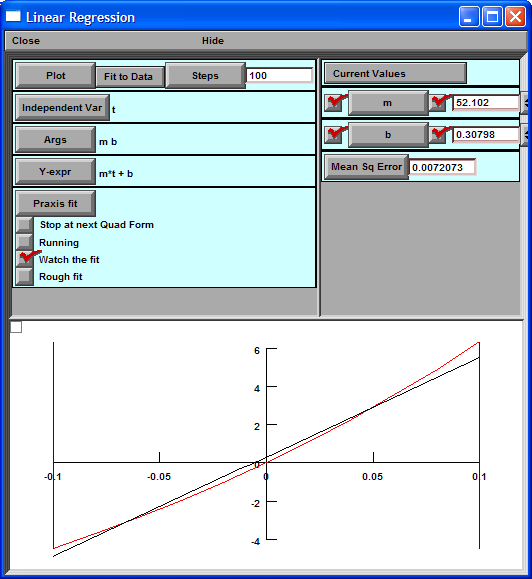 Linear Regression
Close Hide
Plot Fit to Data Steps 100
Independent Var t
Args m b
Y-expr m*t + b
Praxis fit
Stop at next Quad Form
Running
Watch the fit
Rough fit
Current Values
m 52.102
b 0.30798
Mean Sq Error 0.0072073
6
4
2
0
-0.1 -0.05 0 0.05 0.1
-2
-4